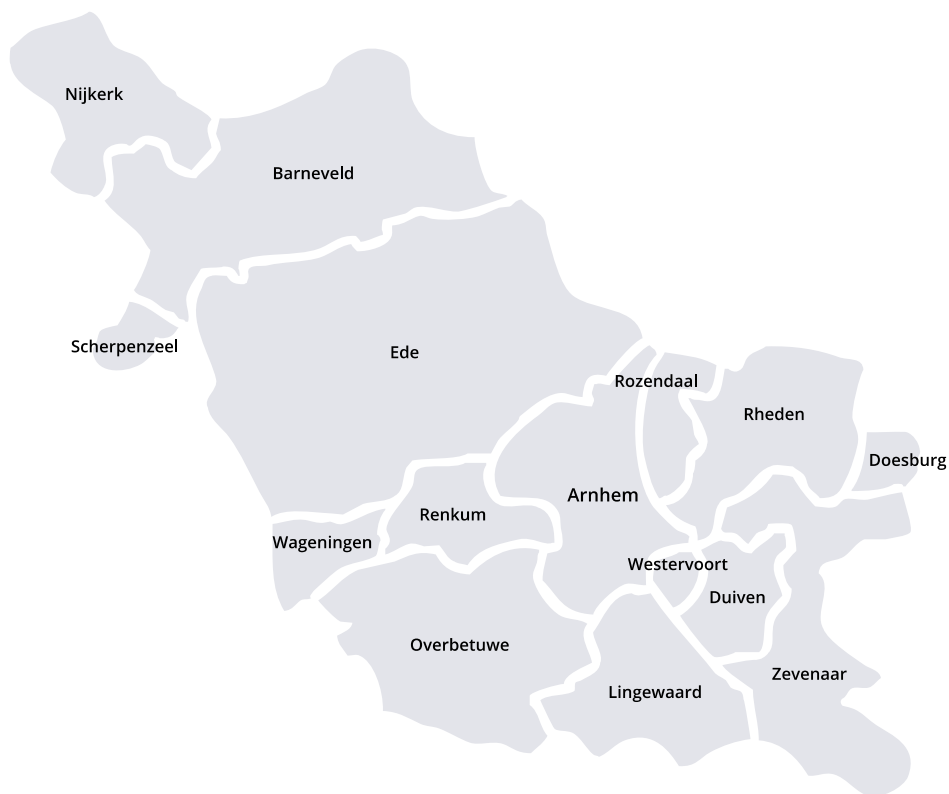 Nijkerk
Barneveld
Scherpenzeel
Ede
Rozendaal
Rheden
Doesburg
Arnhem
Renkum
Wageningen
Westervoort
Duiven
Overbetuwe
Zevenaar
Lingewaard